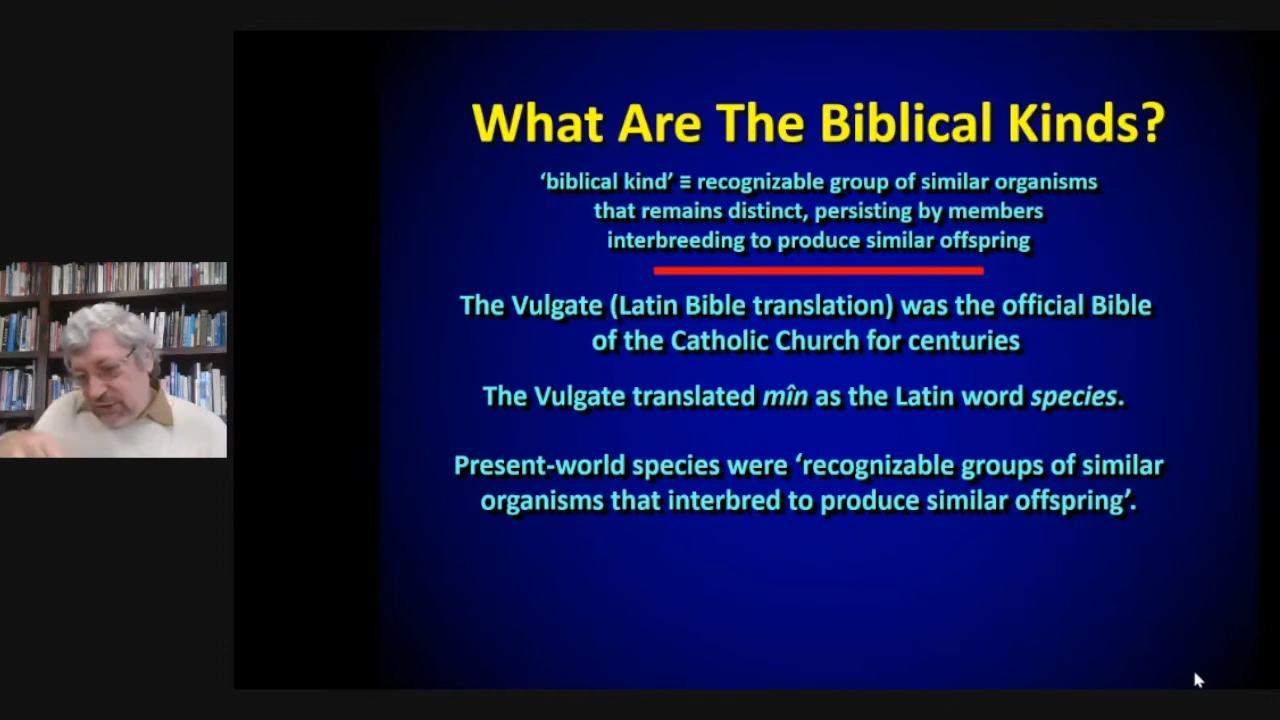 What Are The Biblical Kinds?
‘biblical kind’ ≡ recognizable group of similar organisms
that remains distinct, persisting by members
interbreeding to produce similar offspring
The Vulgate (Latin Bible translation) was the official Bible
of the Catholic Church for centuries
The Vulgate translated mîn as the Latin word species.
Present-world species were ‘recognizable groups of similar
organisms that interbred to produce similar offspring’.